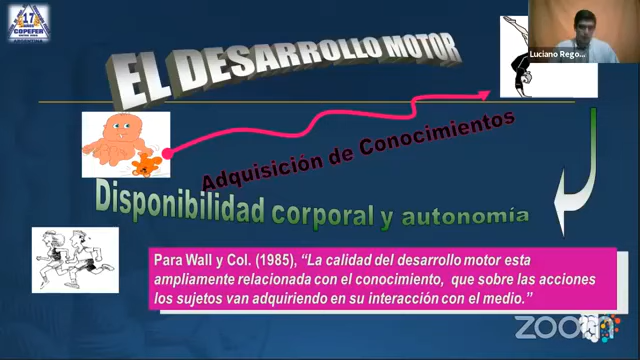 17
COPEFER
ARGENTINA
EL DESARROLLO MOTOR
Luciano Rego...
Adquisición de Conocimientos
Disponibilidad corporal y autonomía
Para Wall y Col. (1985), “La calidad del desarrollo motor esta
ampliamente relacionada con el conocimiento, que sobre las acciones
los sujetos van adquiriendo en su interacción con el medio.”
zoom